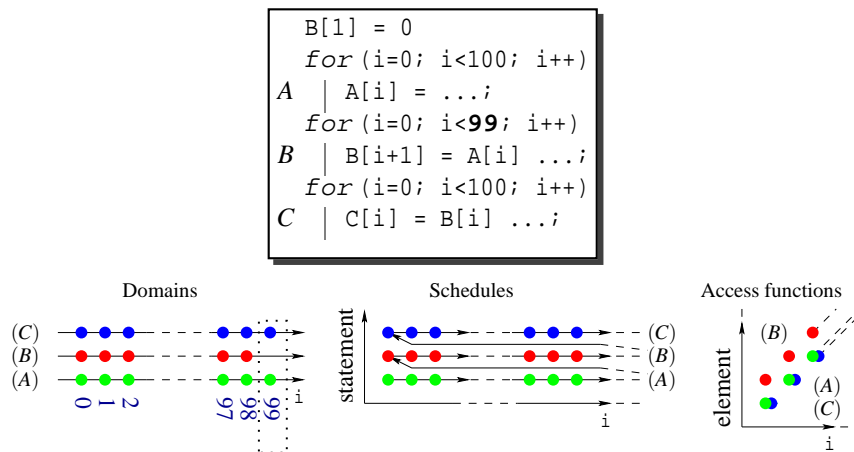 B[1] = 0
for (i=0; i<100; i++)
A A[i] = ...;
for (i=0; i<99; i++)
B B[i+1] = A[i] ...;
for (i=0; i<100; i++)
C C[i] = B[i] ...;
Domains
(C)
(B)
(A)
i
0 1 2 97 98 99
Schedules
statement
(C)
(B)
(A)
i
Access functions
element
(B)
(A)
(C)
i